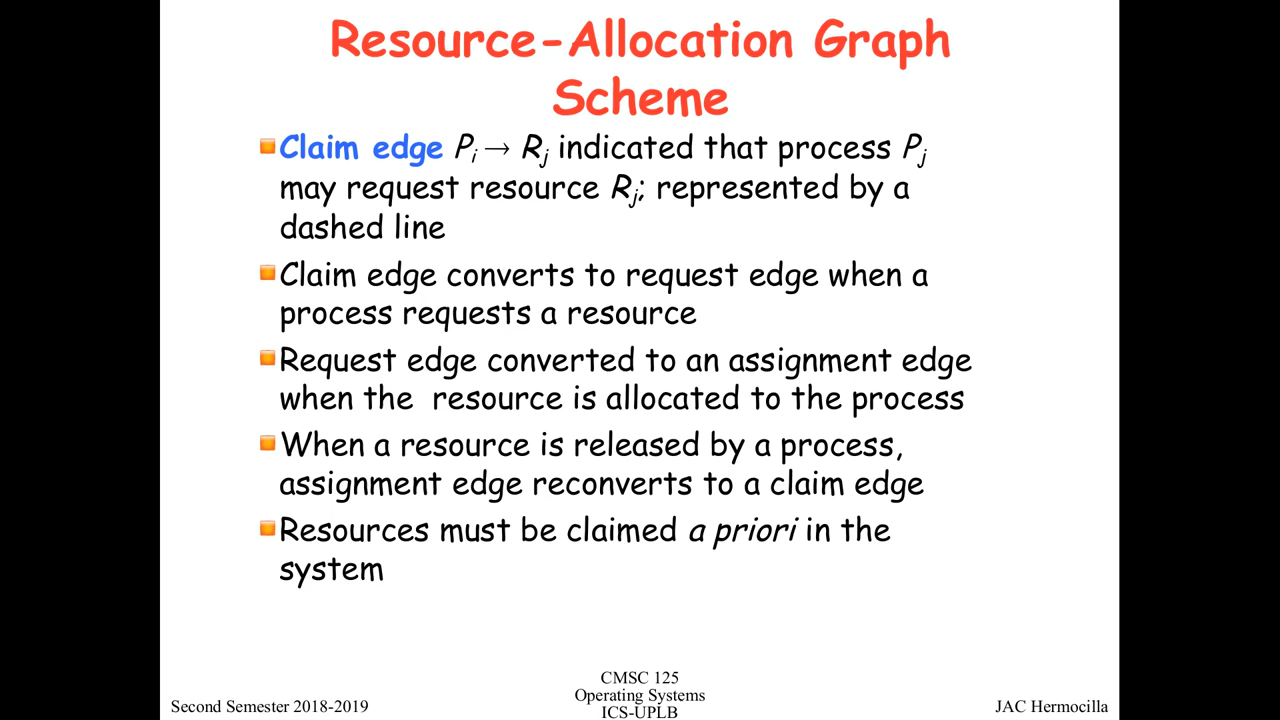 Resource-Allocation Graph
Scheme
Claim edge Pi → Rj indicated that process Pj
may request resource Rj; represented by a
dashed line
Claim edge converts to request edge when a
process requests a resource
Request edge converted to an assignment edge
when the  resource is allocated to the process
When a resource is released by a process,
assignment edge reconverts to a claim edge
Resources must be claimed a priori in the
system
Second Semester 2018-2019
CMSC 125
Operating Systems
ICS-UPLB
JAC Hermocilla